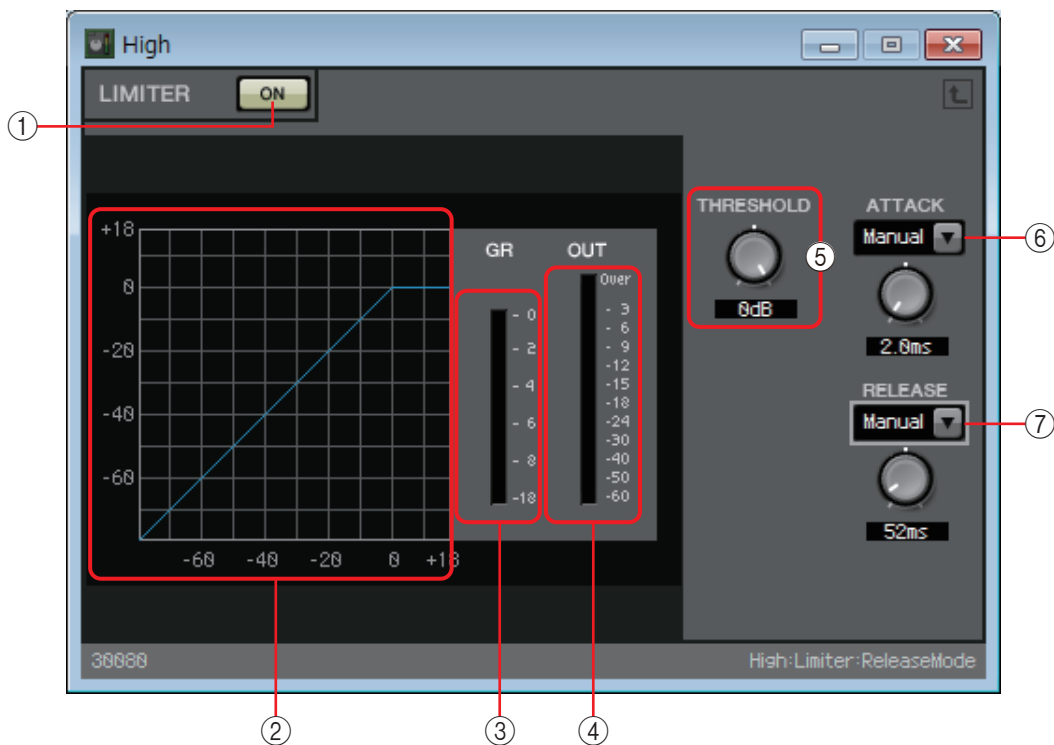 High
LIMITER ON
①
+18
0
-20
-40
-60
-60 -40 -20 0 +18
GR
- 0
- 2
- 4
- 6
- 8
-18
OUT
Over
- 3
- 6
- 9
-12
-15
-18
-24
-30
-40
-50
-60
THRESHOLD
⑤
0dB
ATTACK
Manual
⑥
2.0ms
RELEASE
Manual
⑦
52ms
30080
High:Limiter:ReleaseMode
② ③ ④